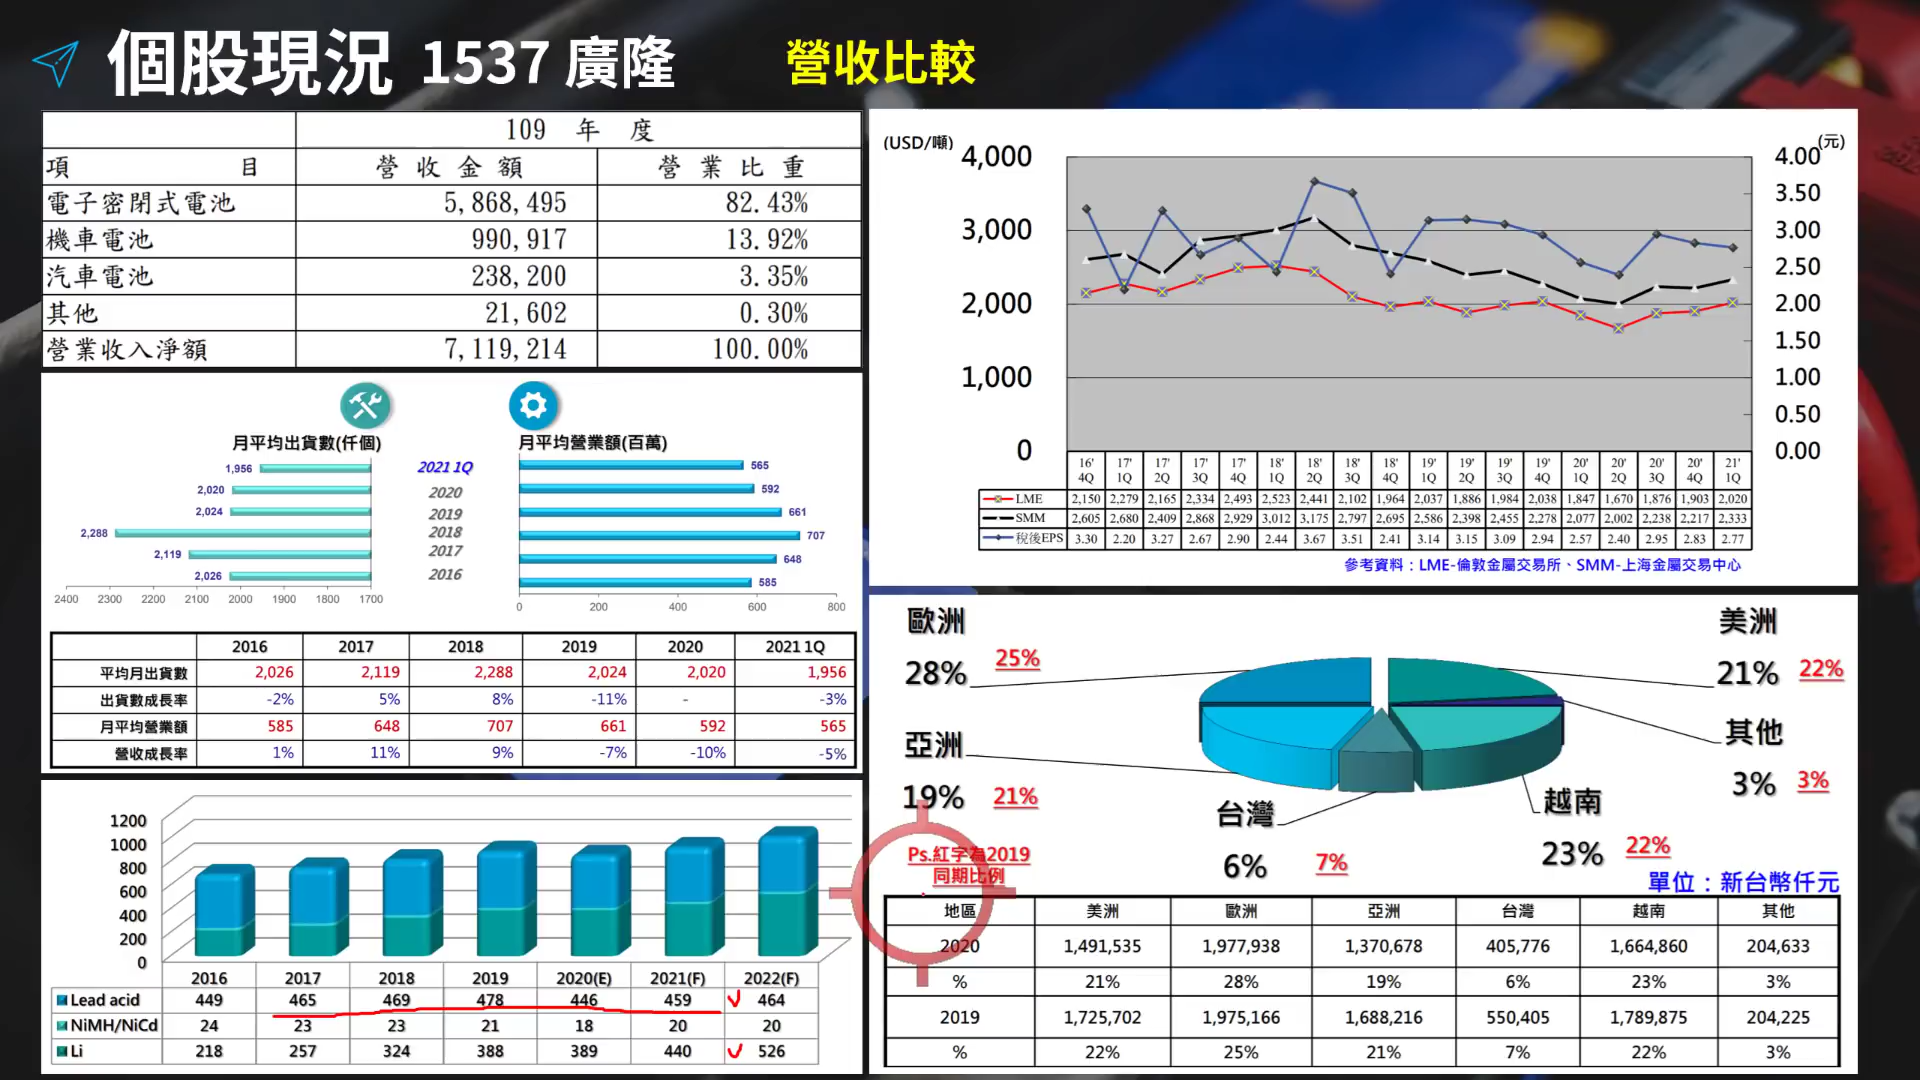 個股現況 1537 廣隆 營收比較
109 年 度
項 目 營 收 金 額 營 業 比 重
電子密閉式電池 5,868,495 82.43%
機車電池 990,917 13.92%
汽車電池 238,200 3.35%
其他 21,602 0.30%
營業收入淨額 7,119,214 100.00%
月平均出貨數(仟個) 月平均營業額(百萬)
1,956 2021 1Q 565
2,020 2020 592
2,024 2019 661
2,288 2018 707
2,119 2017 648
2,026 2016 585
2400 2300 2200 2100 2000 1900 1800 1700 0 200 400 600 800
2016 2017 2018 2019 2020 2021 1Q
平均月出貨數 2,026 2,119 2,288 2,024 2,020 1,956
出貨數成長率 -2% 5% 8% -11% - -3%
月平均營業額 585 648 707 661 592 565
營收成長率 1% 11% 9% -7% -10% -5%
1200
1000
800
600
400
200
0
2016 2017 2018 2019 2020(E) 2021(F) 2022(F)
Lead acid 449 465 469 478 446 459 464
NiMH/NiCd 24 23 23 21 18 20 20
Li 218 257 324 388 389 440 526
(USD/噸) (元)
4,000 4.00
3.50
3,000 3.00
2.50
2,000 2.00
1.50
1,000 1.00
0.50
0 0.00
16' 17' 17' 17' 17' 18' 18' 18' 18' 19' 19' 19' 19' 20' 20' 20' 20' 21'
4Q 1Q 2Q 3Q 4Q 1Q 2Q 3Q 4Q 1Q 2Q 3Q 4Q 1Q 2Q 3Q 4Q 1Q
LME 2,150 2,279 2,165 2,334 2,493 2,523 2,441 2,102 1,964 2,037 1,886 1,984 2,038 1,847 1,670 1,876 1,903 2,020
SMM 2,605 2,680 2,409 2,868 2,929 3,012 3,175 2,797 2,695 2,586 2,398 2,455 2,278 2,077 2,002 2,238 2,217 2,333
稅後EPS 3.30 2.20 3.27 2.67 2.90 2.44 3.67 3.51 2.41 3.14 3.15 3.09 2.94 2.57 2.40 2.95 2.83 2.77
參考資料：LME-倫敦金屬交易所、SMM-上海金屬交易中心
歐洲 美洲
28% 25% 21% 22%
亞洲 其他
19% 21% 3% 3%
台灣 越南
6% 7% 23% 22%
Ps.紅字為2019
同期比例
單位：新台幣仟元
地區 美洲 歐洲 亞洲 台灣 越南 其他
2020 1,491,535 1,977,938 1,370,678 405,776 1,664,860 204,633
% 21% 28% 19% 6% 23% 3%
2019 1,725,702 1,975,166 1,688,216 550,405 1,789,875 204,225
% 22% 25% 21% 7% 22% 3%